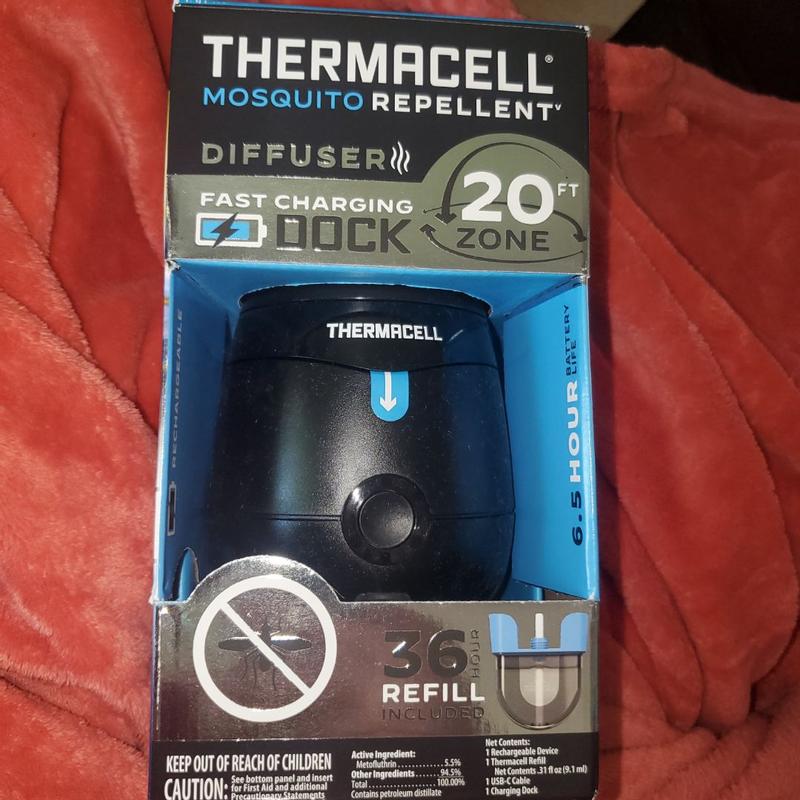 THERMACELL®
MOSQUITO REPELLENTᵛ
DIFFUSER
FAST CHARGING
DOCK
20 FT
ZONE
THERMACELL
RECHARGEABLE
6.5 HOUR BATTERY LIFE
36 HOUR
REFILL
INCLUDED
KEEP OUT OF REACH OF CHILDREN
CAUTION: See bottom panel and insert
for First Aid and additional
Precautionary Statements
Active Ingredient:
Metofluthrin..........5.5%
Other Ingredients.........94.5%
Total...................100.00%
Contains petroleum distillate
Net Contents:
1 Rechargeable Device
1 Thermacell Refill
Net Contents .31 fl oz (9.1 ml)
1 USB-C Cable
1 Charging Dock